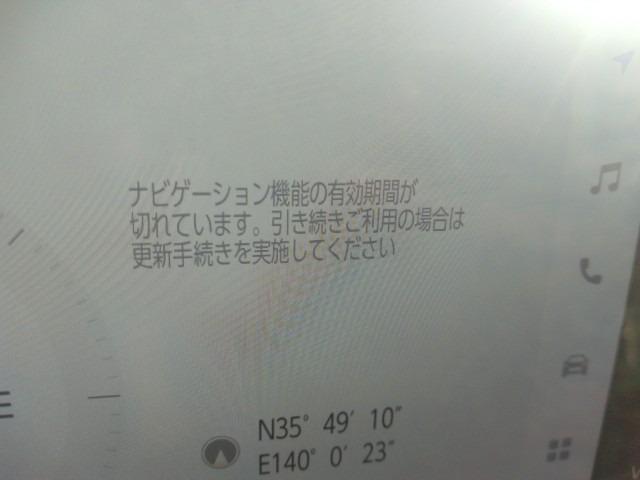 ナビゲーション機能の有効期間が
切れています。引き続きご利用の場合は
更新手続きを実施してください
E
N35° 49′ 10″
E140° 0′ 23″